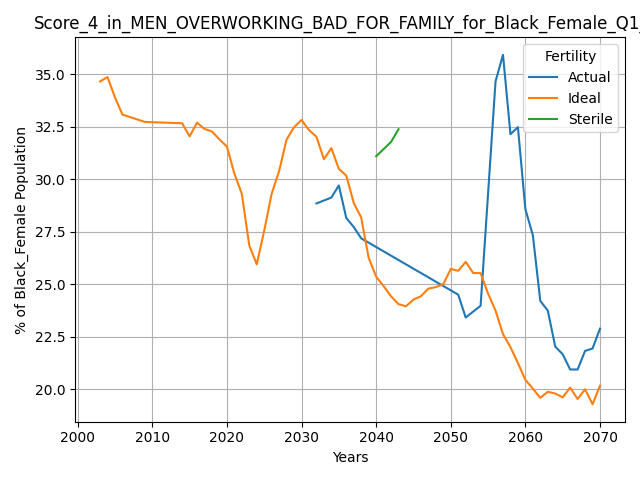 Score_4_in_MEN_OVERWORKING_BAD_FOR_FAMILY_for_Black_Female_Q1_
Fertility
Actual
Ideal
Sterile
% of Black_Female Population
35.0
32.5
30.0
27.5
25.0
22.5
20.0
2000
2010
2020
2030
2040
2050
2060
2070
Years